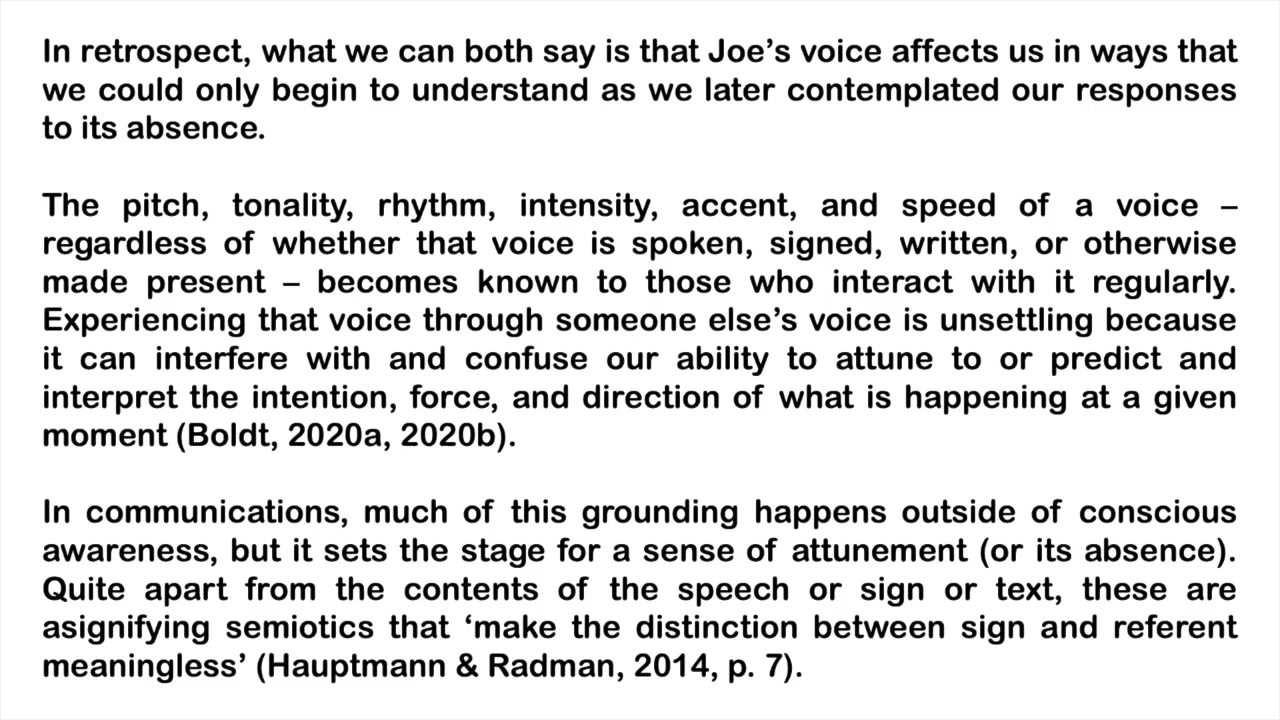 In retrospect, what we can both say is that Joe’s voice affects us in ways that
we could only begin to understand as we later contemplated our responses
to its absence.
The pitch, tonality, rhythm, intensity, accent, and speed of a voice –
regardless of whether that voice is spoken, signed, written, or otherwise
made present – becomes known to those who interact with it regularly.
Experiencing that voice through someone else’s voice is unsettling because
it can interfere with and confuse our ability to attune to or predict and
interpret the intention, force, and direction of what is happening at a given
moment (Boldt, 2020a, 2020b).
In communications, much of this grounding happens outside of conscious
awareness, but it sets the stage for a sense of attunement (or its absence).
Quite apart from the contents of the speech or sign or text, these are
asignifying semiotics that ‘make the distinction between sign and referent
meaningless’ (Hauptmann & Radman, 2014, p. 7).